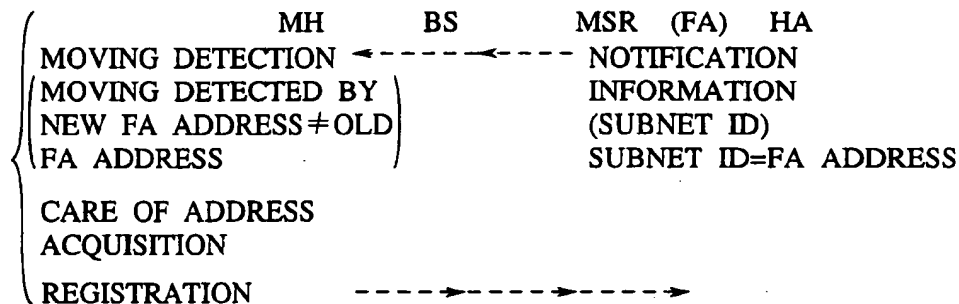 MH BS MSR (FA) HA
MOVING DETECTION NOTIFICATION
MOVING DETECTED BY INFORMATION
NEW FA ADDRESS≠OLD (SUBNET ID)
FA ADDRESS SUBNET ID=FA ADDRESS
CARE OF ADDRESS
ACQUISITION
REGISTRATION